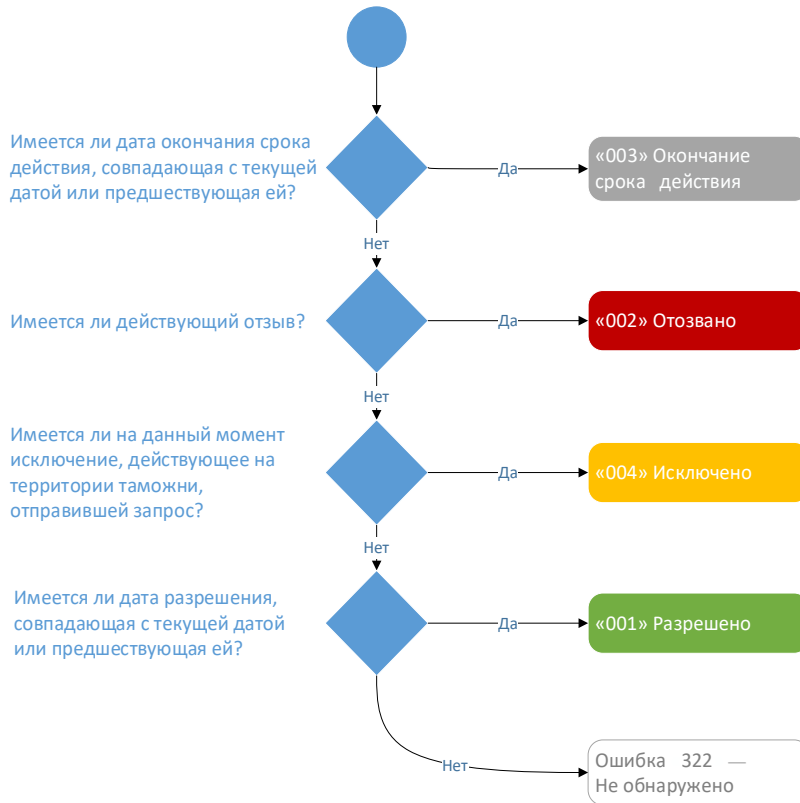 Имеется ли дата окончания срока
действия, совпадающая с текущей
датой или предшествующая ей?
Да
«003» Окончание
срока действия
Нет
Имеется ли действующий отзыв?
Да
«002» Отозвано
Нет
Имеется ли на данный момент
исключение, действующее на
территории таможни,
отправившей запрос?
Да
«004» Исключено
Нет
Имеется ли дата разрешения,
совпадающая с текущей датой
или предшествующая ей?
Да
«001» Разрешено
Нет
Ошибка 322 —
Не обнаружено